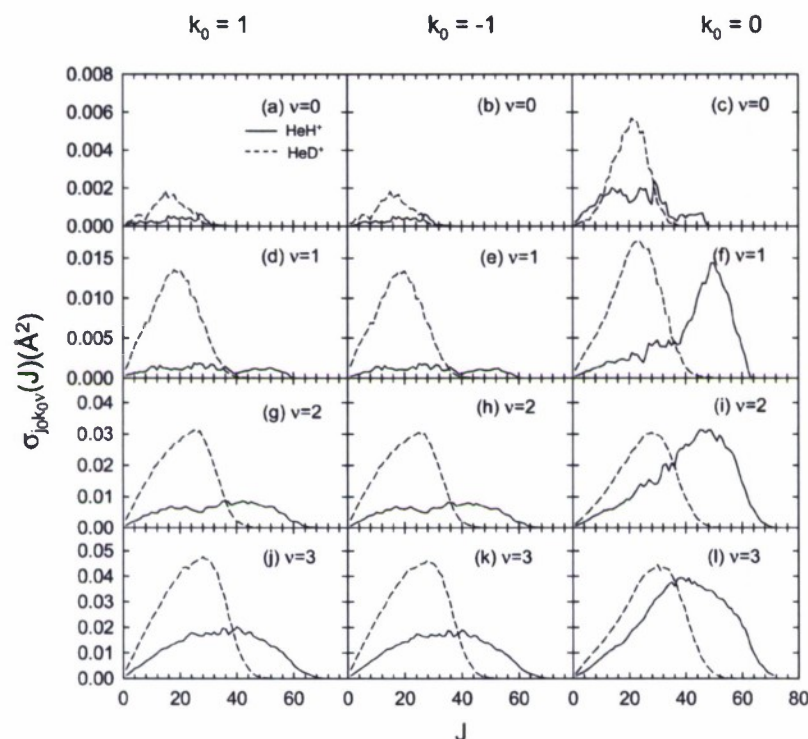 k0 = 1 k0 = -1 k0 = 0
0.008
0.006
0.004
0.002
0.000
(a) v=0
HeH+
HeD+
(b) v=0
(c) v=0
0.015
0.010
0.005
0.000
(d) v=1
(e) v=1
(f) v=1
0.04
0.03
0.02
0.01
0.00
(g) v=2
(h) v=2
(i) v=2
0.05
0.04
0.03
0.02
0.01
0.00
(j) v=3
(k) v=3
(l) v=3
0 20 40 60 0 20 40 60 0 20 40 60 80
σj0k0v(J)(Å2)
J